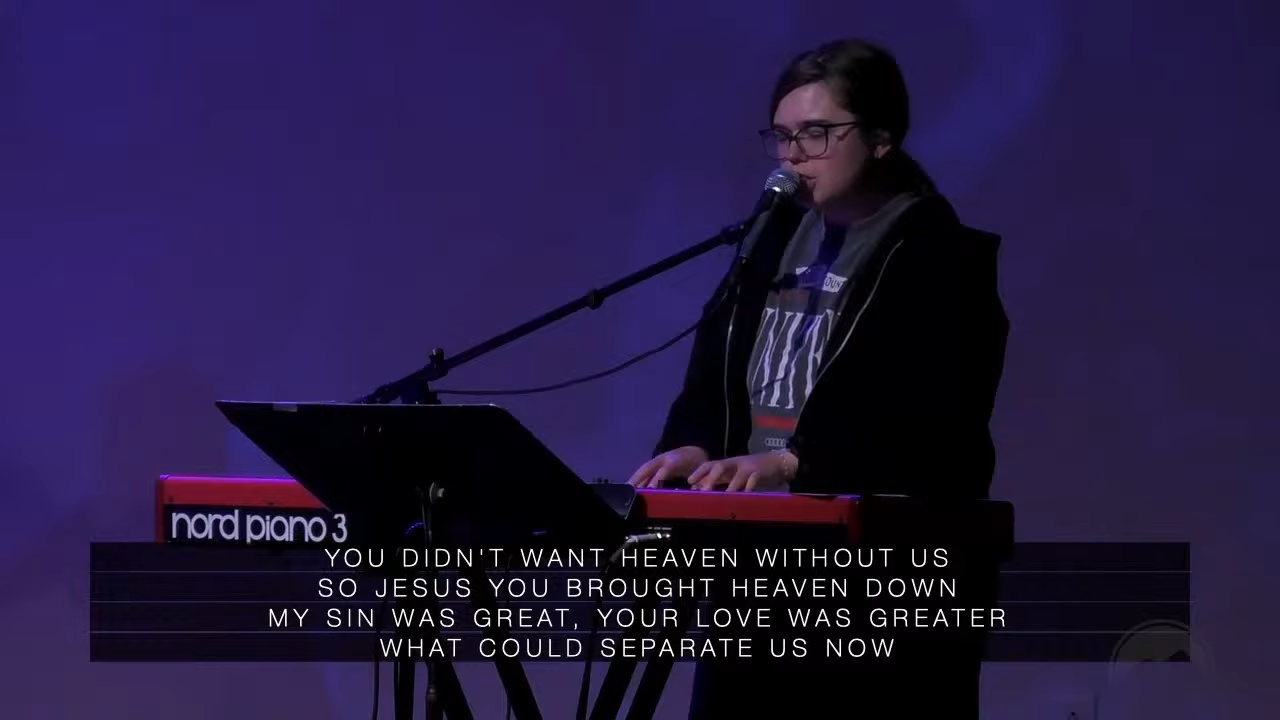 nord piano 3
YOU DIDN'T WANT HEAVEN WITHOUT US
SO JESUS YOU BROUGHT HEAVEN DOWN
MY SIN WAS GREAT, YOUR LOVE WAS GREATER
WHAT COULD SEPARATE US NOW